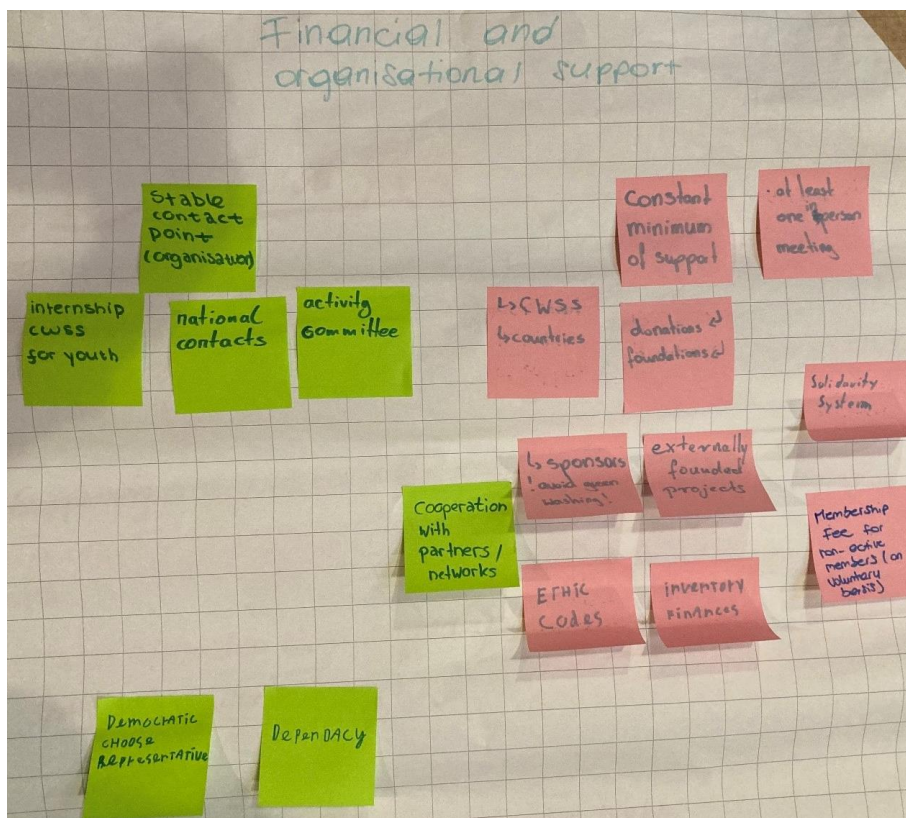 Financial and
organisational support
Stable
contact
point
(organisation)
internship
CWSS
for youth
national
contacts
activity
committee
Constant
minimum
of support
· at least
one in person
meeting
↳ CWSS
↳ countries
donations ↲
foundations ↲
Solidarity
System
↳ sponsors
! avoid green
washing!
externally
founded
projects
Cooperation
with
partners/
networks
Membership
Fee for
non-active
members (on
voluntary
bersis)
ETHIC
CODES
INVENTORY
FINANCES
DEMOCRATIC
CHOOSE
REPRESENTATIVE
DEPENDACY